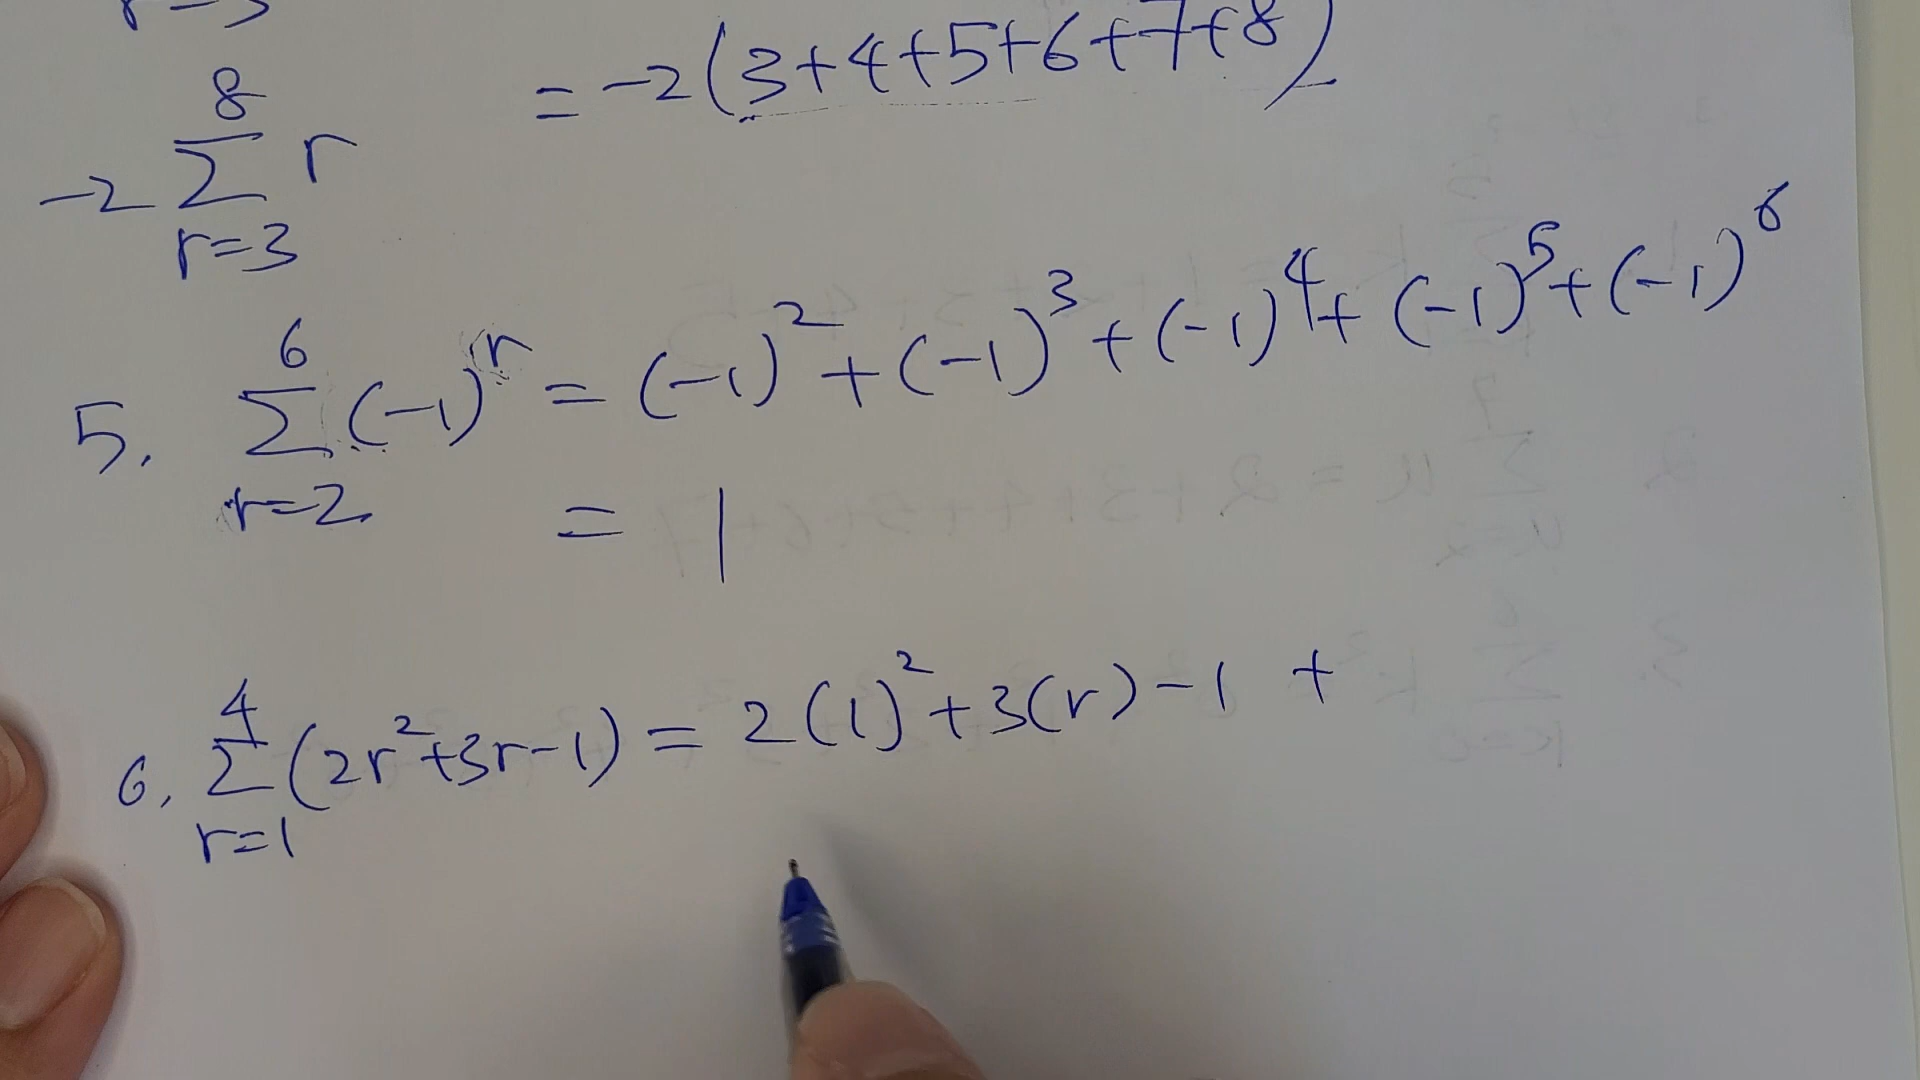 8
= -2(3+4+5+6+7+8)
-2 Σ r
r=3
6
5. Σ (-1)^r = (-1)^2 + (-1)^3 + (-1)^4 + (-1)^5 + (-1)^6
r=2
= 1
4
6. Σ (2r^2+3r-1) = 2(1)^2+3(r)-1 +
r=1